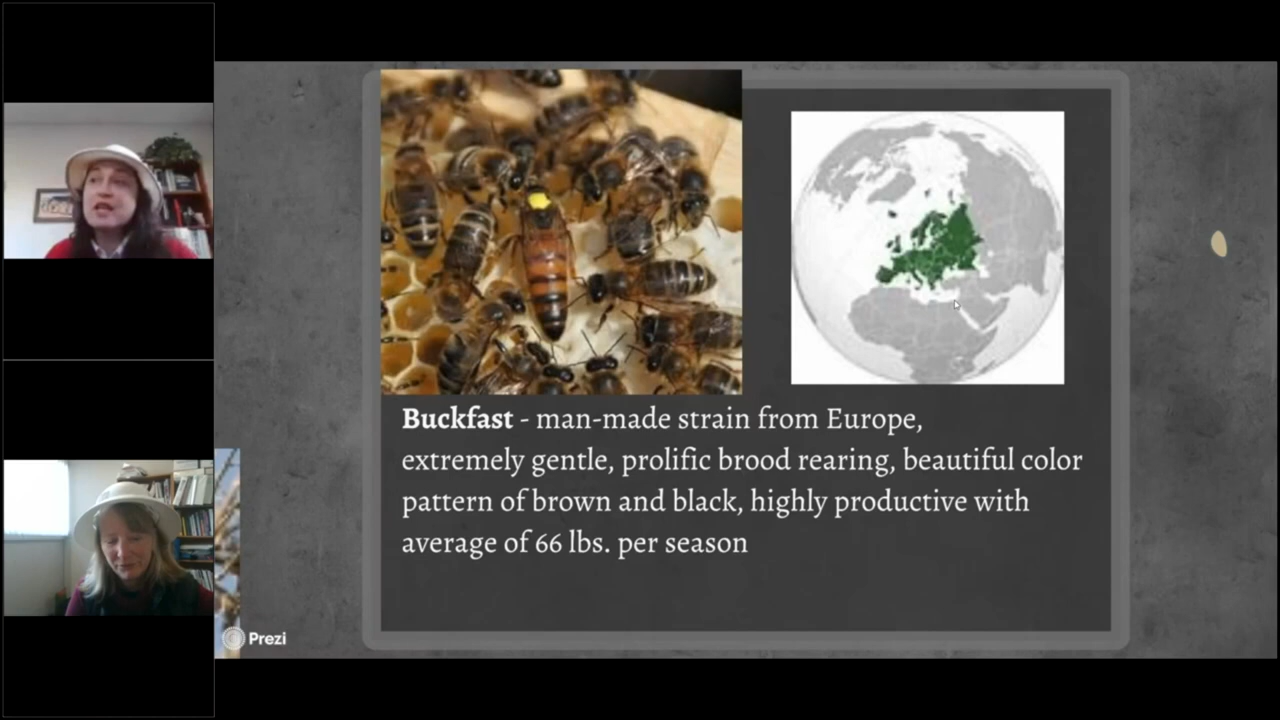 Buckfast - man-made strain from Europe,
extremely gentle, prolific brood rearing, beautiful color
pattern of brown and black, highly productive with
average of 66 lbs. per season
Prezi